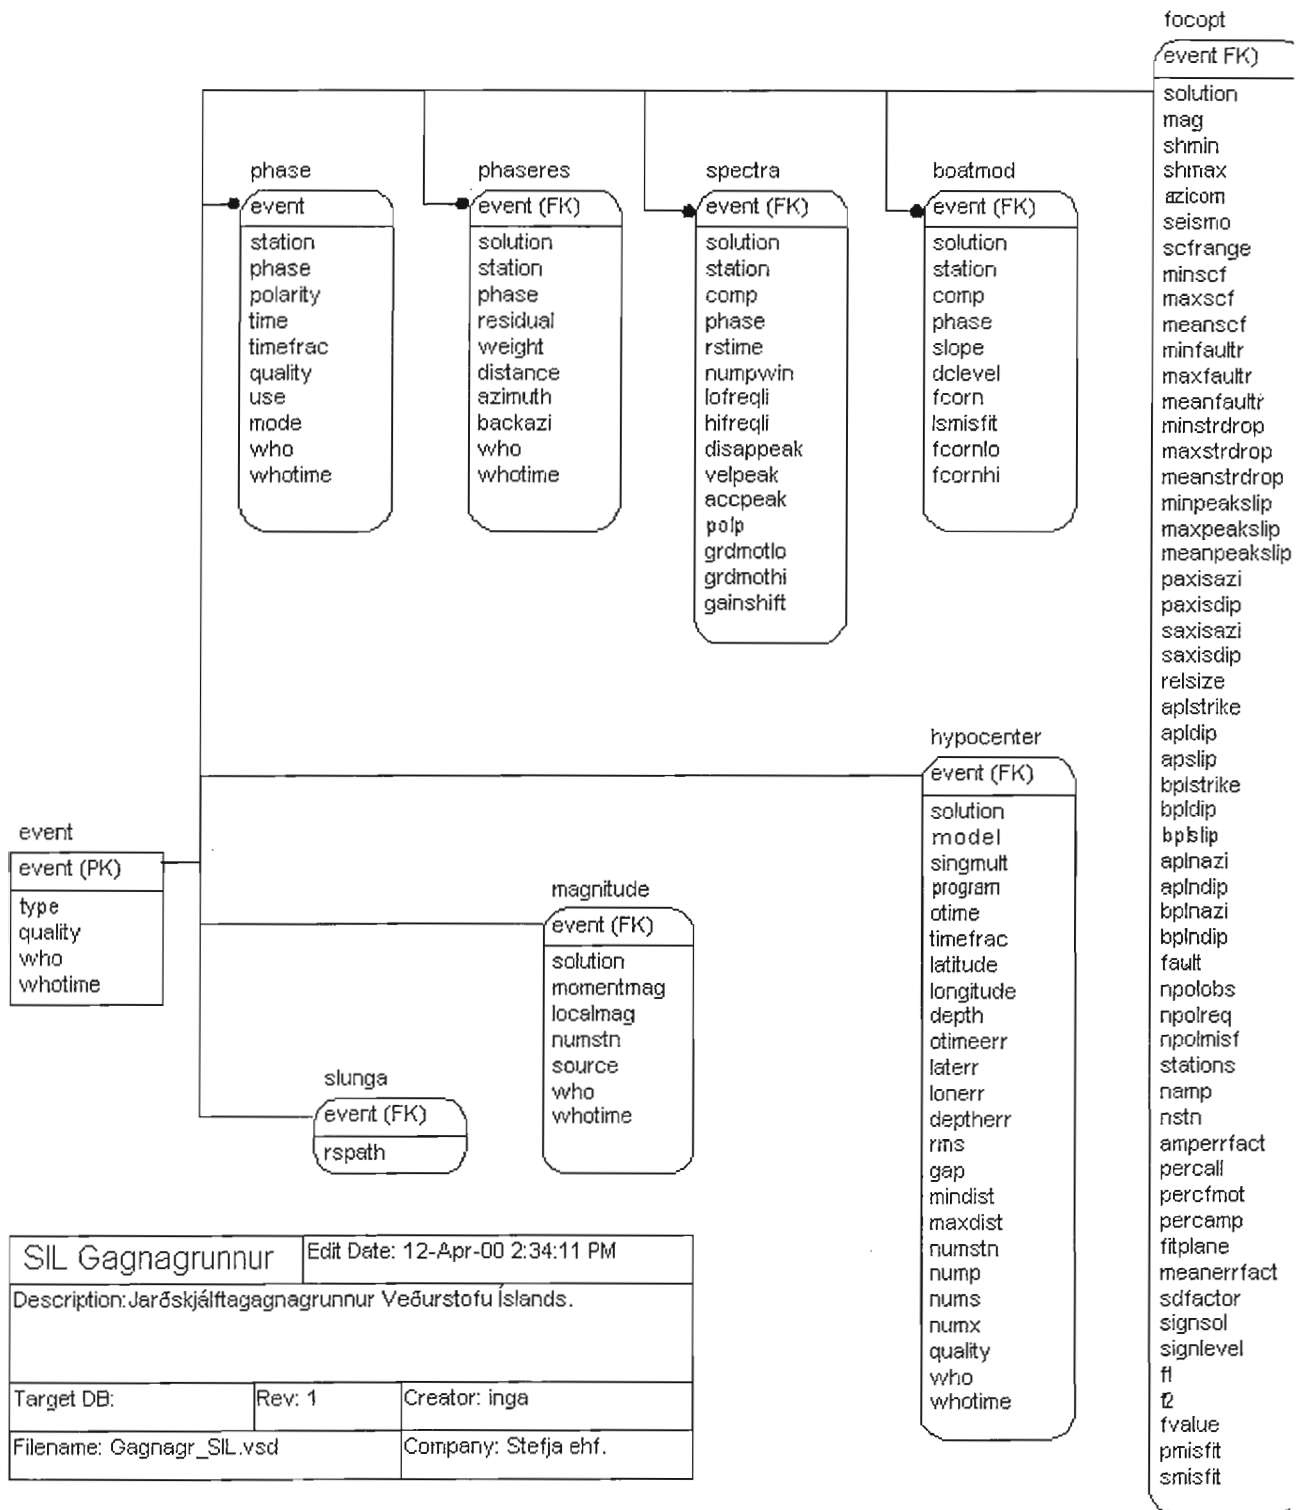 focopt
event FK)
solution
mag
shmin
shmax
azicom
seismo
scfrange
minscf
maxscf
meanscf
minfaultr
maxfaultr
meanfaultr
minstrdrop
maxstrdrop
meanstrdrop
minpeakslip
maxpeakslip
meanpeakslip
paxisazi
paxisdip
saxisazi
saxisdip
relsize
aplstrike
apldip
apslip
bplstrike
bpldip
bplslip
aplnazi
aplndip
bplnazi
bplndip
fault
npolobs
npolreq
npolmisf
stations
namp
nstn
amperrfact
percall
percfmot
percamp
fitplane
meanerrfact
sdfactor
signsol
signlevel
f1
f2
fvalue
pmisfit
smisfit
phase
event
station
phase
polarity
time
timefrac
quality
use
mode
who
whotime
phaseres
event (FK)
solution
station
phase
residual
weight
distance
azimuth
backazi
who
whotime
spectra
event (FK)
solution
station
comp
phase
rstime
numpwin
lofreqli
hifreqli
disappeak
velpeak
accpeak
polp
grdmotlo
grdmothi
gainshift
boatmod
event (FK)
solution
station
comp
phase
slope
dclevel
fcorn
lsmisfit
fcornlo
fcornhi
hypocenter
event (FK)
solution
model
singmult
program
otime
timefrac
latitude
longitude
depth
otimeerr
laterr
lonerr
deptherr
rms
gap
mindist
maxdist
numstn
nump
nums
numx
quality
who
whotime
event
event (PK)
type
quality
who
whotime
magnitude
event (FK)
solution
momentmag
localmag
numstn
source
who
whotime
slunga
event (FK)
rspath
SIL Gagnagrunnur
Edit Date: 12-Apr-00 2:34:11 PM
Description:Jarðskjálftagagnagrunnur Veðurstofu Íslands.
Target DB:
Rev: 1
Creator: inga
Filename: Gagnagr_SIL.vsd
Company: Stefja ehf.